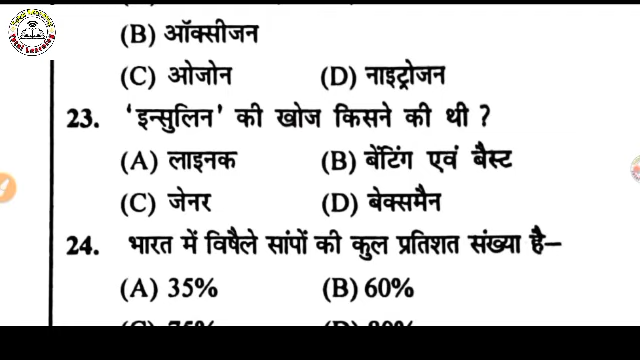 (B) ऑक्सीजन
(C) ओजोन (D) नाइट्रोजन
23. 'इन्सुलिन' की खोज किसने की थी ?
(A) लाइनक (B) बेंटिंग एवं बैस्ट
(C) जेनर (D) बेक्समैन
24. भारत में विषैले सांपों की कुल प्रतिशत संख्या है–
(A) 35% (B) 60%